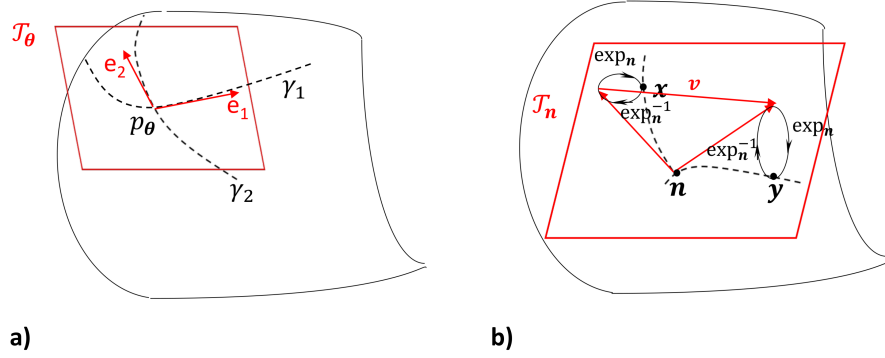 𝒯_θ
e₂
e₁
γ₁
p_θ
γ₂
a)
exp_n
x
v
exp_n⁻¹
𝒯_n
exp_n
exp_n⁻¹
n
y
b)